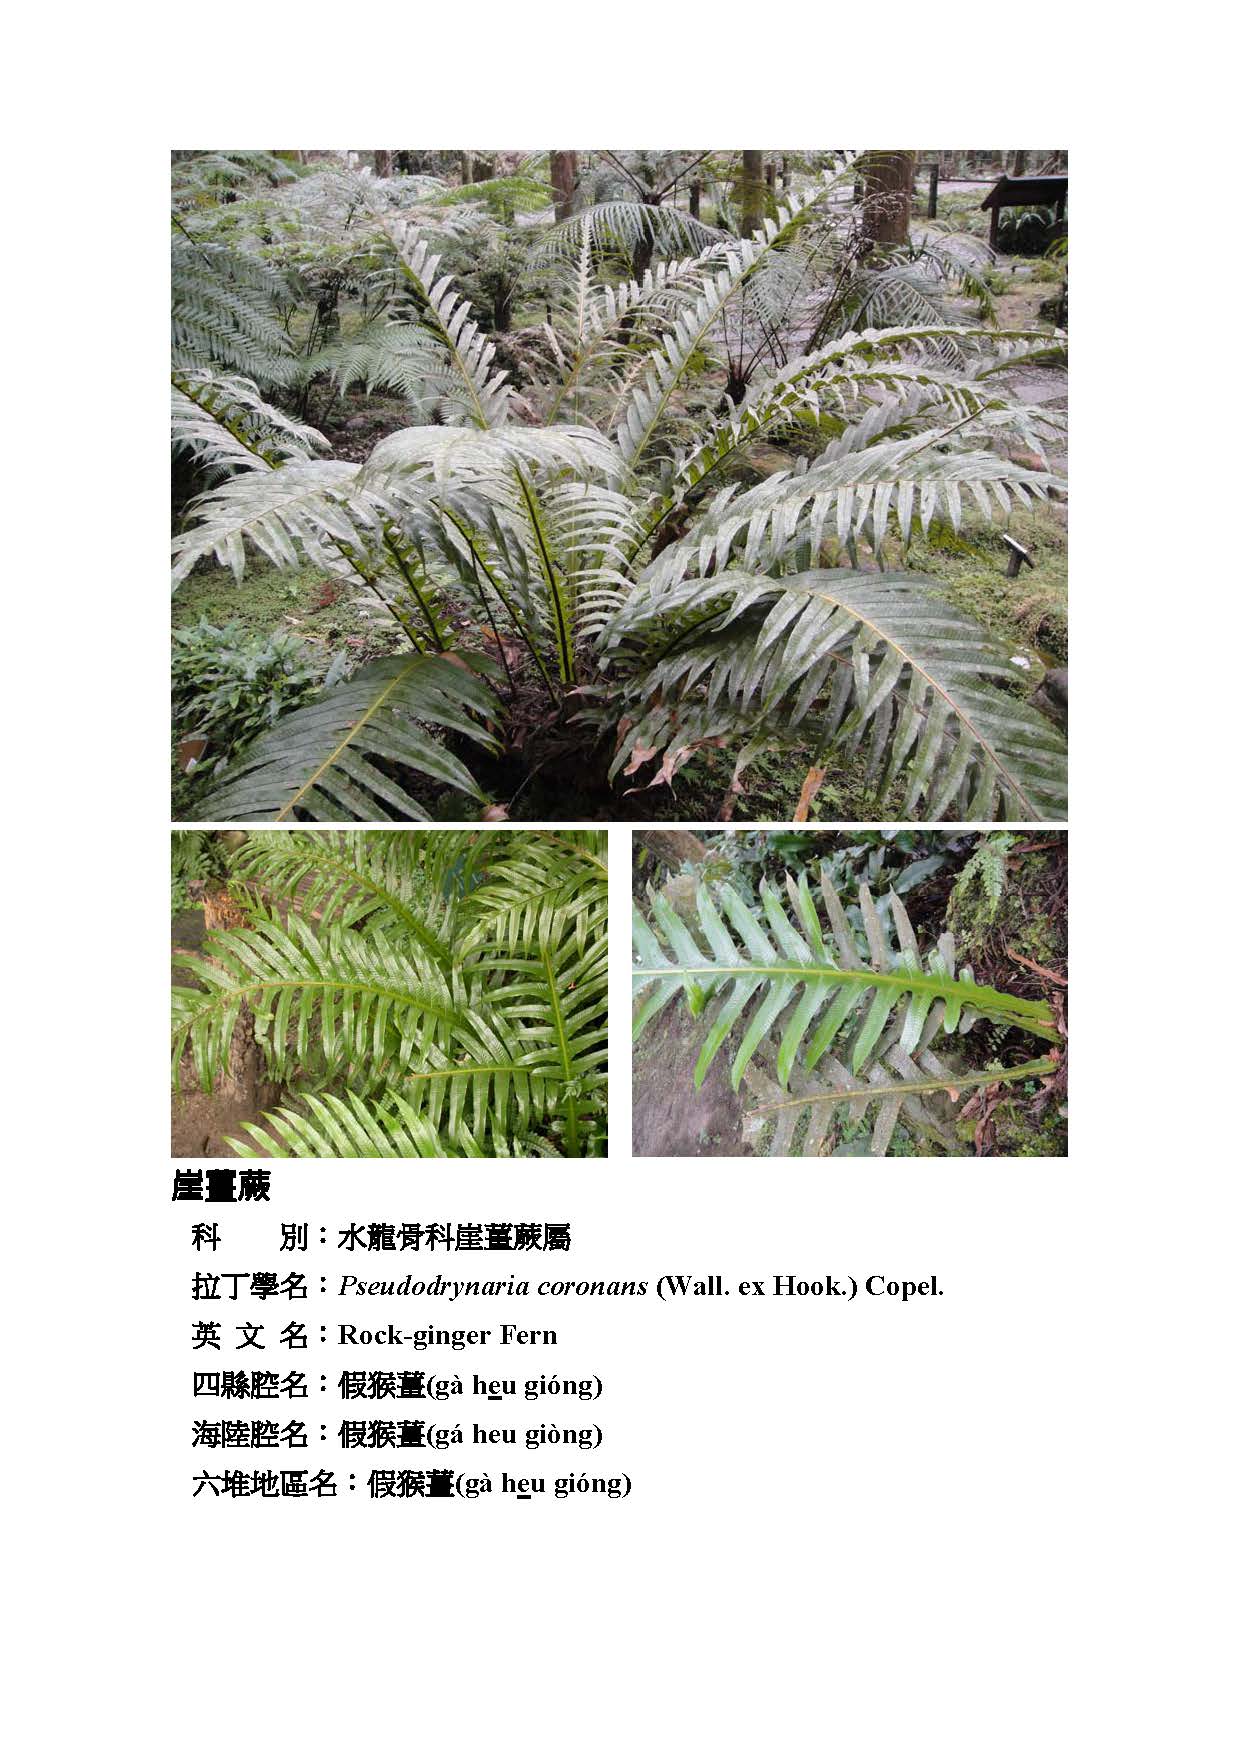 崖薑蕨
科　　別：水龍骨科崖薑蕨屬
拉丁學名：Pseudodrynaria coronans (Wall. ex Hook.) Copel.
英 文 名：Rock-ginger Fern
四縣腔名：假猴薑(gà heu gióng)
海陸腔名：假猴薑(gá heu giòng)
六堆地區名：假猴薑(gà heu gióng)